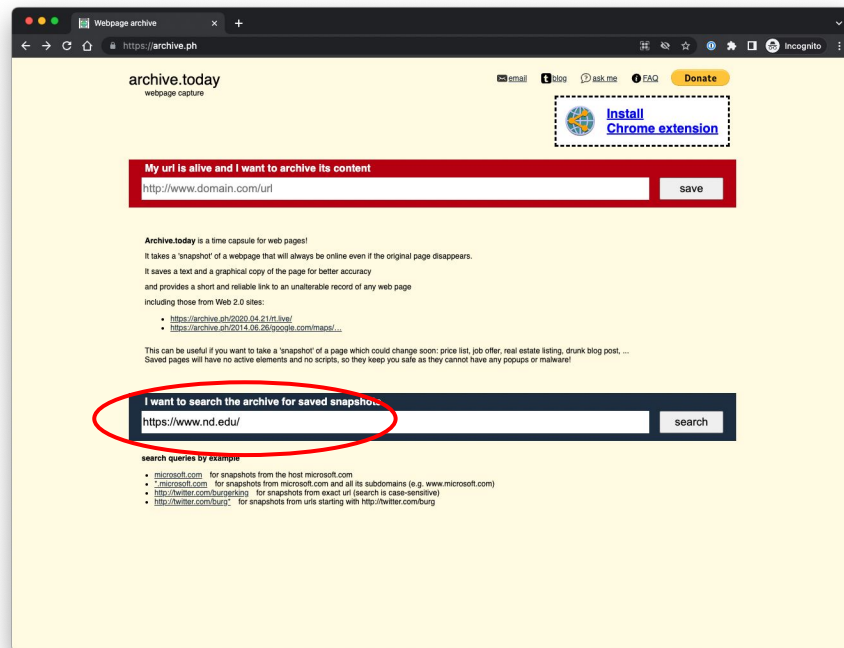 Webpage archive
https://archive.ph
Incognito
archive.today
webpage capture
email
blog
ask me
FAQ
Donate
Install
Chrome extension
My url is alive and I want to archive its content
http://www.domain.com/url
save
Archive.today is a time capsule for web pages!
It takes a 'snapshot' of a webpage that will always be online even if the original page disappears.
It saves a text and a graphical copy of the page for better accuracy
and provides a short and reliable link to an unalterable record of any web page
including those from Web 2.0 sites:
https://archive.ph/2020.04.21/rt.live/
https://archive.ph/2014.06.26/google.com/maps/...
This can be useful if you want to take a 'snapshot' of a page which could change soon: price list, job offer, real estate listing, drunk blog post, ...
Saved pages will have no active elements and no scripts, so they keep you safe as they cannot have any popups or malware!
I want to search the archive for saved snapshots
https://www.nd.edu/
search
search queries by example
microsoft.com for snapshots from the host microsoft.com
*.microsoft.com for snapshots from microsoft.com and all its subdomains (e.g. www.microsoft.com)
http://twitter.com/burgerking for snapshots from exact url (search is case-sensitive)
http://twitter.com/burg* for snapshots from urls starting with http://twitter.com/burg